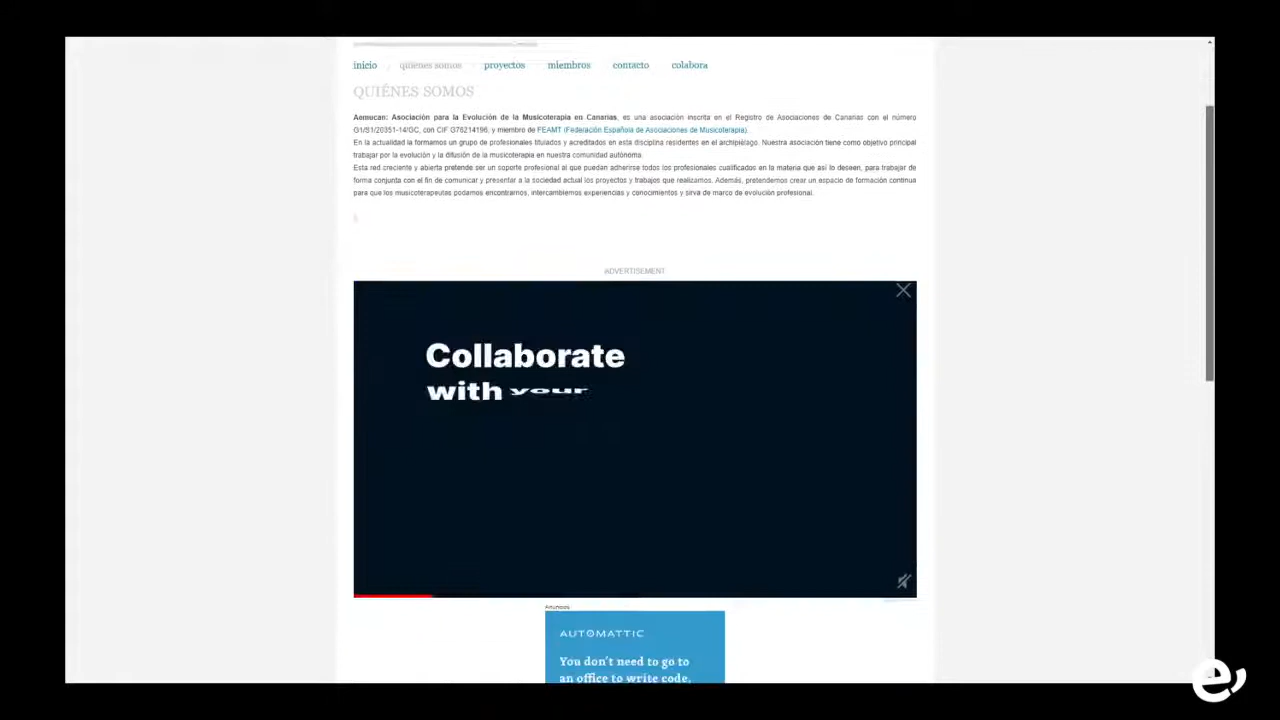 inicio quiénes somos proyectos miembros contacto colabora
QUIÉNES SOMOS
Aemucan: Asociación para la Evolución de la Musicoterapia en Canarias, es una asociación inscrita en el Registro de Asociaciones de Canarias con el número
G1/S1/20351-14/GC, con CIF G76214196, y miembro de FEAMT (Federación Española de Asociaciones de Musicoterapia).
En la actualidad la formamos un grupo de profesionales titulados y acreditados en esta disciplina residentes en el archipiélago. Nuestra asociación tiene como objetivo principal
trabajar por la evolución y la difusión de la musicoterapia en nuestra comunidad autónoma.
Esta red creciente y abierta pretende ser un soporte profesional al que puedan adherirse todos los profesionales cualificados en la materia que así lo deseen, para trabajar de
forma conjunta con el fin de comunicar y presentar a la sociedad actual los proyectos y trabajos que realizamos. Además, pretendemos crear un espacio de formación continua
para que los musicoterapeutas podamos encontrarnos, intercambiemos experiencias y conocimientos y sirva de marco de evolución profesional.
ADVERTISEMENT
Collaborate
with your
Anuncios
AUTOMATTIC
You don't need to go to
an office to write code.